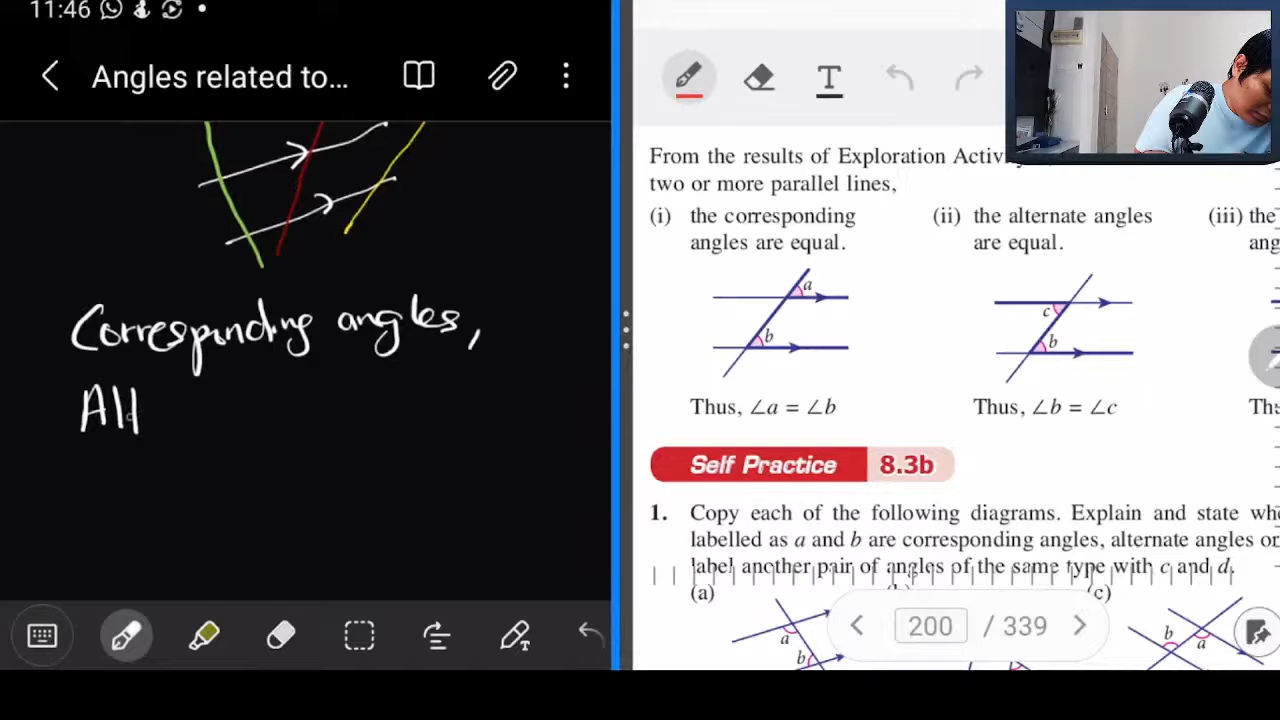 11:46
Angles related to...
Corresponding angles,
Alt
T
From the results of Exploration Activ
two or more parallel lines,
(i) the corresponding
angles are equal.
a
b
Thus, ∠a = ∠b
(ii) the alternate angles
are equal.
c
b
Thus, ∠b = ∠c
(iii) the
ang
Th
Self Practice 8.3b
1. Copy each of the following diagrams. Explain and state wh
labelled as a and b are corresponding angles, alternate angles or
label another pair of angles of the same type with c and d.
(a)
(c)
a
b
b
a
200 / 339